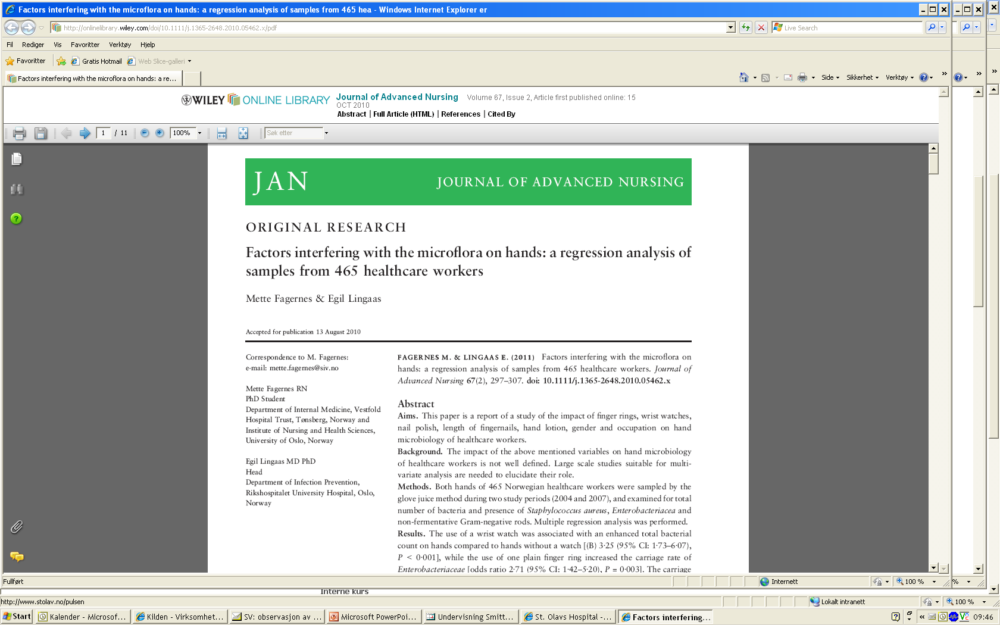 Factors interfering with the microflora on hands: a regression analysis of samples from 465 hea - Windows Internet Explorer er
http://onlinelibrary.wiley.com/doi/10.1111/j.1365-2648.2010.05462.x/pdf
Live Search
Fil Rediger Vis Favoritter Verktøy Hjelp
Favoritter Gratis Hotmail Web Slice-galleri
Factors interfering with the microflora on hands: a re...
Side Sikkerhet Verktøy
WILEY ONLINE LIBRARY
Journal of Advanced Nursing Volume 67, Issue 2, Article first published online: 15
OCT 2010
Abstract | Full Article (HTML) | References | Cited By
1 / 11 100% Søk etter
JAN JOURNAL OF ADVANCED NURSING
ORIGINAL RESEARCH
Factors interfering with the microflora on hands: a regression analysis of
samples from 465 healthcare workers
Mette Fagernes & Egil Lingaas
Accepted for publication 13 August 2010
Correspondence to M. Fagernes:
e-mail: mette.fagernes@siv.no
Mette Fagernes RN
PhD Student
Department of Internal Medicine, Vestfold
Hospital Trust, Tønsberg, Norway and
Institute of Nursing and Health Sciences,
University of Oslo, Norway
Egil Lingaas MD PhD
Head
Department of Infection Prevention,
Rikshospitalet University Hospital, Oslo,
Norway
FAGERNES M. & LINGAAS E. (2011) Factors interfering with the microflora on
hands: a regression analysis of samples from 465 healthcare workers. Journal of
Advanced Nursing 67(2), 297–307. doi: 10.1111/j.1365-2648.2010.05462.x
Abstract
Aims. This paper is a report of a study of the impact of finger rings, wrist watches,
nail polish, length of fingernails, hand lotion, gender and occupation on hand
microbiology of healthcare workers.
Background. The impact of the above mentioned variables on hand microbiology
of healthcare workers is not well defined. Large scale studies suitable for multi-
variate analysis are needed to elucidate their role.
Methods. Both hands of 465 Norwegian healthcare workers were sampled by the
glove juice method during two study periods (2004 and 2007), and examined for total
number of bacteria and presence of Staphylococcus aureus, Enterobacteriacea and
non-fermentative Gram-negative rods. Multiple regression analysis was performed.
Results. The use of a wrist watch was associated with an enhanced total bacterial
count on hands compared to hands without a watch [(B) 3·25 (95% CI: 1·73–6·07),
P < 0·001], while the use of one plain finger ring increased the carriage rate of
Enterobacteriaceae [odds ratio 2·71 (95% CI: 1·42–5·20), P = 0·003]. The carriage
Fullført Internett 100 % %
Interne kurs
http://www.stolav.no/pulsen Lokalt intranett 100 %
Start Kalender - Microsof... Kilden - Virksomhet... SV: observasjon av ... Microsoft PowerPoi... Undervisning Smitt... St. Olavs Hospital -... Factors interfering... 09:46